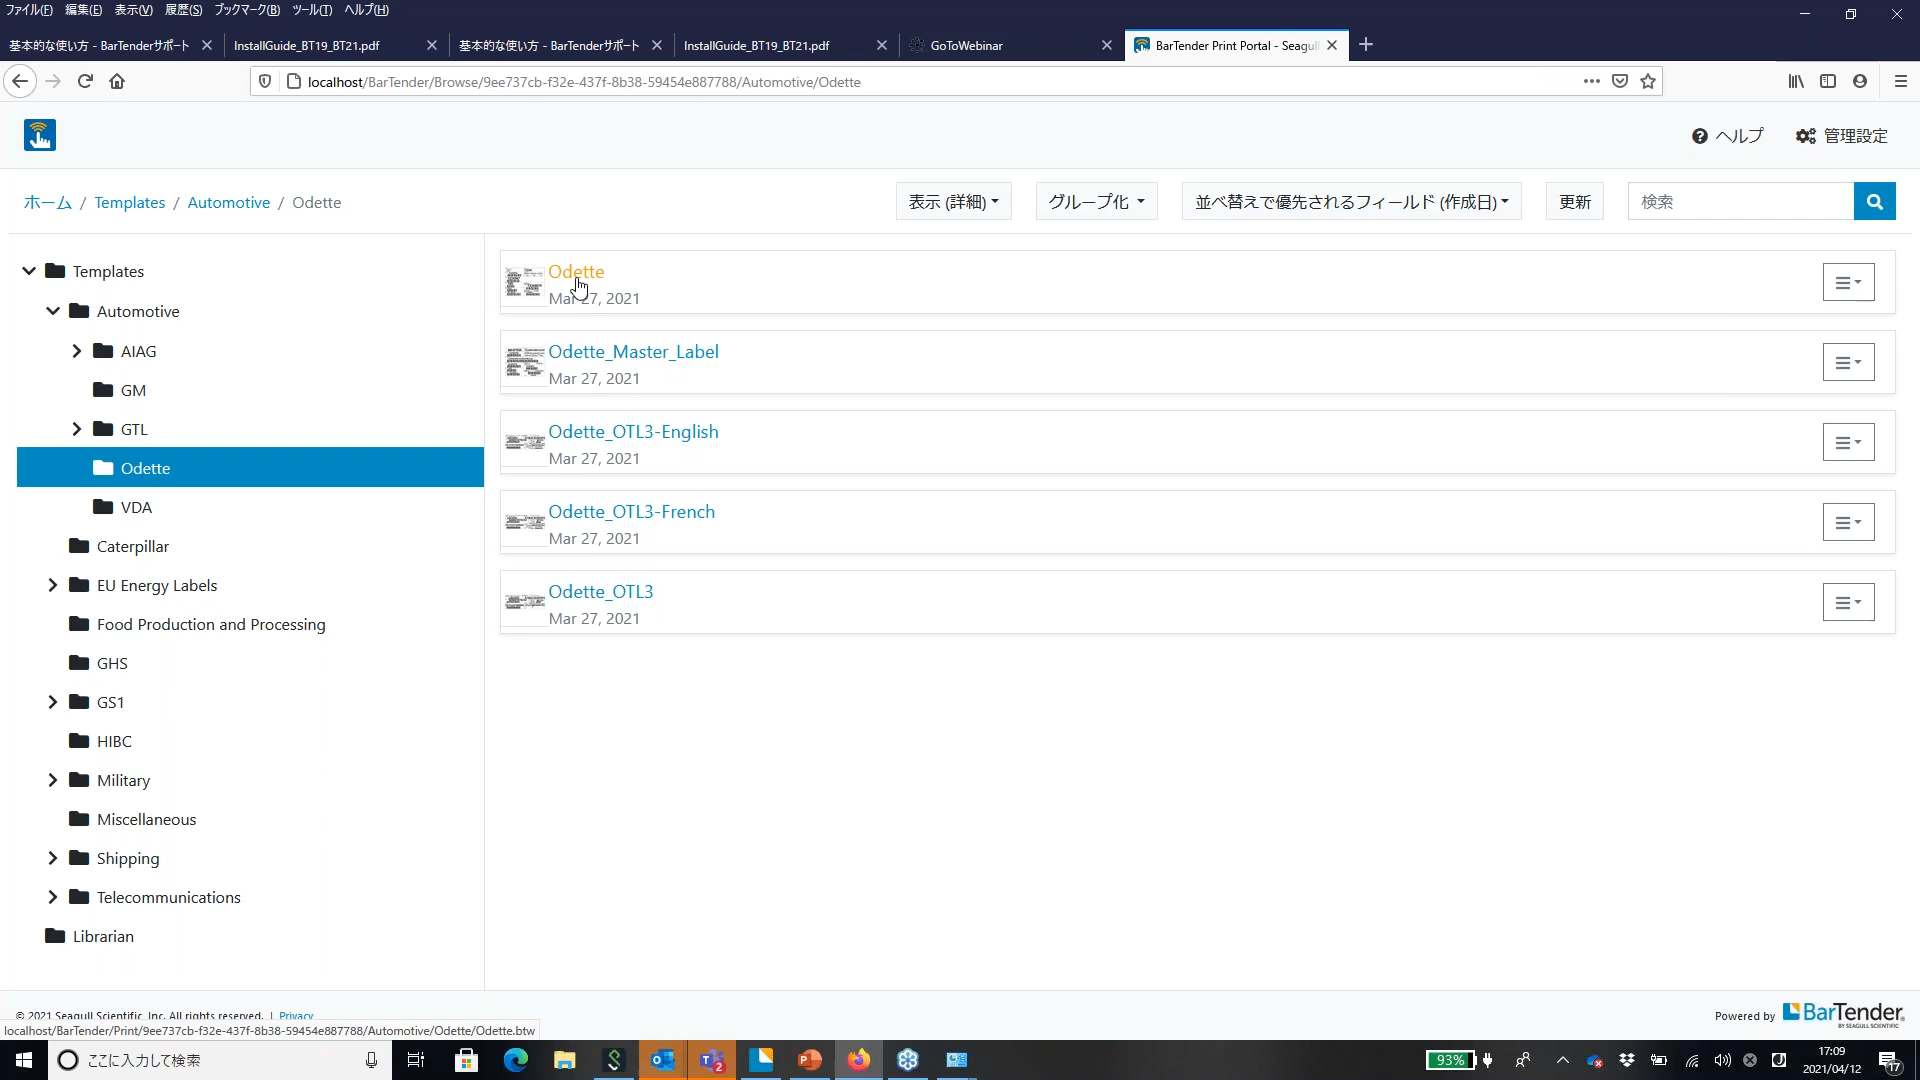 ファイル(F) 編集(E) 表示(V) 履歴(S) ブックマーク(B) ツール(T) ヘルプ(H)
基本的な使い方 - BarTenderサポート InstallGuide_BT19_BT21.pdf 基本的な使い方 - BarTenderサポート InstallGuide_BT19_BT21.pdf GoToWebinar BarTender Print Portal - Seagull
localhost/BarTender/Browse/9ee737cb-f32e-437f-8b38-59454e887788/Automotive/Odette
ヘルプ 管理設定
ホーム / Templates / Automotive / Odette
表示 (詳細) グループ化 並べ替えで優先されるフィールド (作成日) 更新 検索
Templates
Automotive
AIAG
GM
GTL
Odette
VDA
Caterpillar
EU Energy Labels
Food Production and Processing
GHS
GS1
HIBC
Military
Miscellaneous
Shipping
Telecommunications
Librarian
Odette
Mar 27, 2021
Odette_Master_Label
Mar 27, 2021
Odette_OTL3-English
Mar 27, 2021
Odette_OTL3-French
Mar 27, 2021
Odette_OTL3
Mar 27, 2021
© 2021 Seagull Scientific, Inc. All rights reserved. | Privacy
Powered by BarTender
BY SEAGULL SCIENTIFIC
localhost/BarTender/Print/9ee737cb-f32e-437f-8b38-59454e887788/Automotive/Odette/Odette.btw
ここに入力して検索
2
93%
17:09
2021/04/12
17